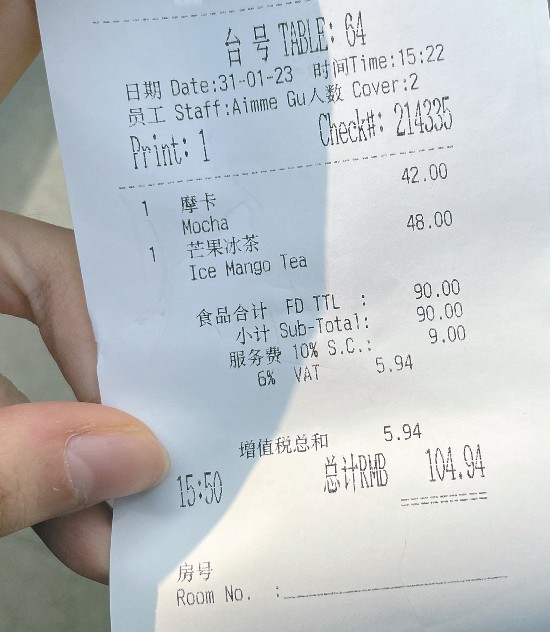 台号 TABLE: 64
日期 Date:31-01-23 时间Time:15:22
员工 Staff:Aimme Gu人数 Cover:2
Print: 1 Check#: 214335
1 摩卡 42.00
Mocha
1 芒果冰茶 48.00
Ice Mango Tea
食品合计 FD TTL : 90.00
小计 Sub-Total: 90.00
服务费 10% S.C.: 9.00
6% VAT 5.94
增值税总和 5.94
15:50 总计RMB 104.94
房号
Room No. :